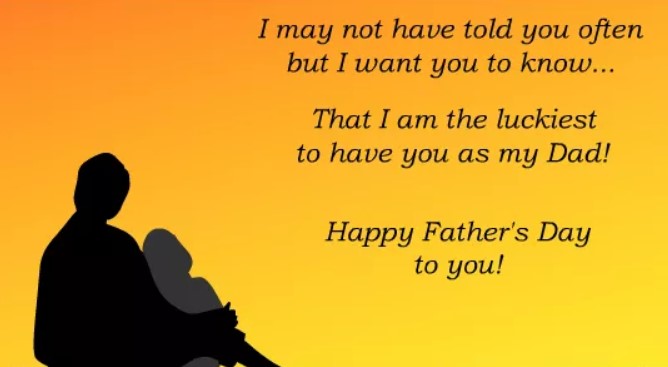 I may not have told you often
but I want you to know...
That I am the luckiest
to have you as my Dad!
Happy Father's Day
to you!